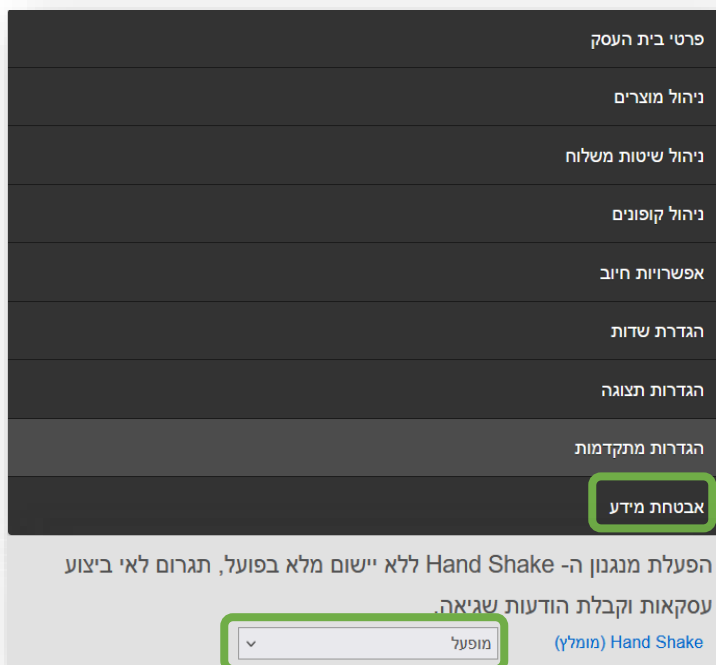 פרטי בית העסק
ניהול מוצרים
ניהול שיטות משלוח
ניהול קופונים
אפשרויות חיוב
הגדרת שדות
הגדרות תצוגה
הגדרות מתקדמות
אבטחת מידע
הפעלת מנגנון ה- Hand Shake ללא יישום מלא בפועל, תגרום לאי ביצוע
עסקאות וקבלת הודעות שגיאה.
Hand Shake (מומלץ) מופעל